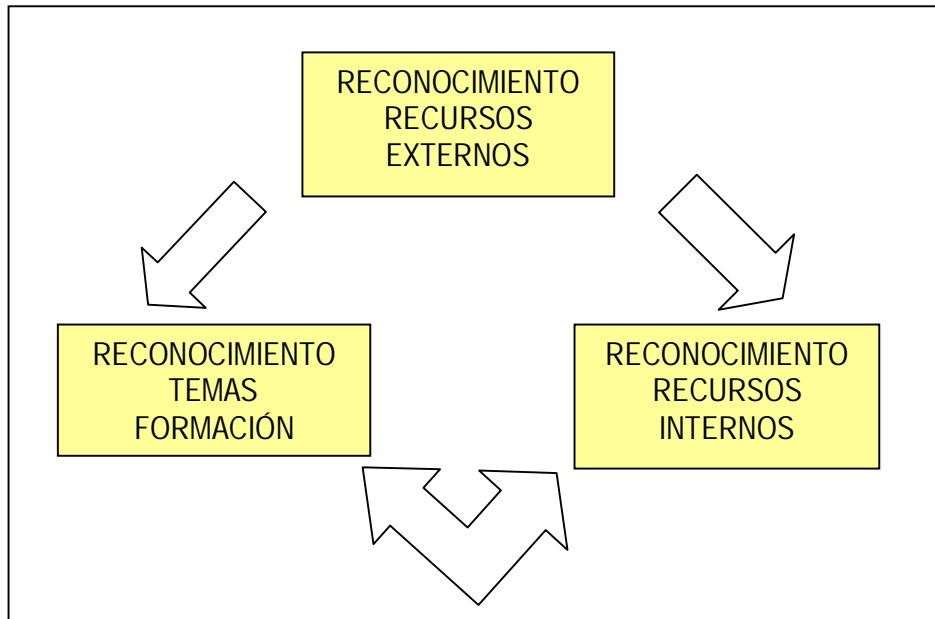 RECONOCIMIENTO
RECURSOS
EXTERNOS
RECONOCIMIENTO
TEMAS
FORMACIÓN
RECONOCIMIENTO
RECURSOS
INTERNOS